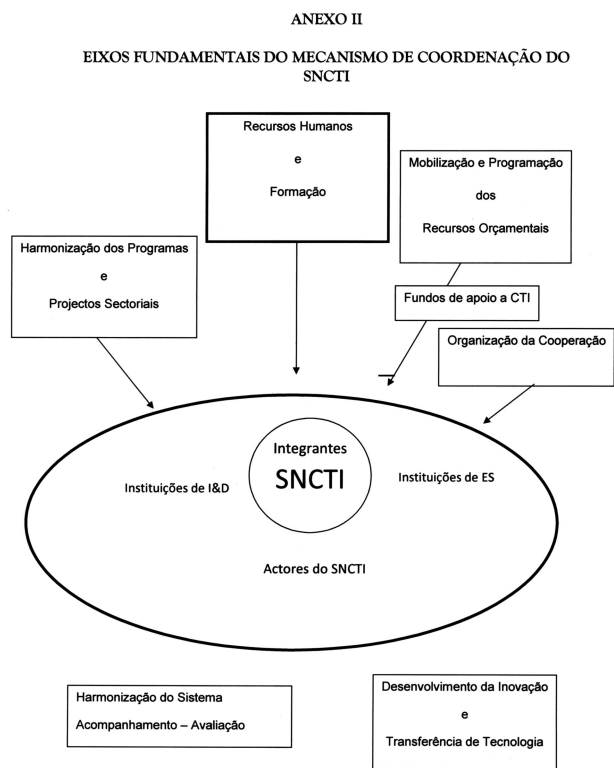 ANEXO II
EIXOS FUNDAMENTAIS DO MECANISMO DE COORDENAÇÃO DO
SNCTI
Recursos Humanos
e
Formação
Mobilização e Programação
dos
Recursos Orçamentais
Harmonização dos Programas
e
Projectos Sectoriais
Fundos de apoio a CTI
Organização da Cooperação
Integrantes
SNCTI
Instituições de I&D
Instituições de ES
Actores do SNCTI
Harmonização do Sistema
Acompanhamento – Avaliação
Desenvolvimento da Inovação
e
Transferência de Tecnologia